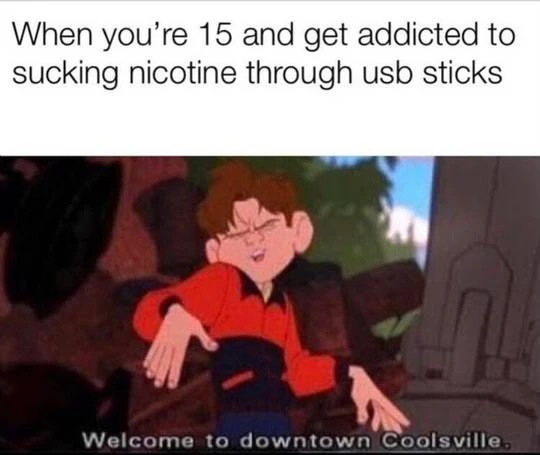 When you’re 15 and get addicted to
sucking nicotine through usb sticks
Welcome to downtown Coolsville.